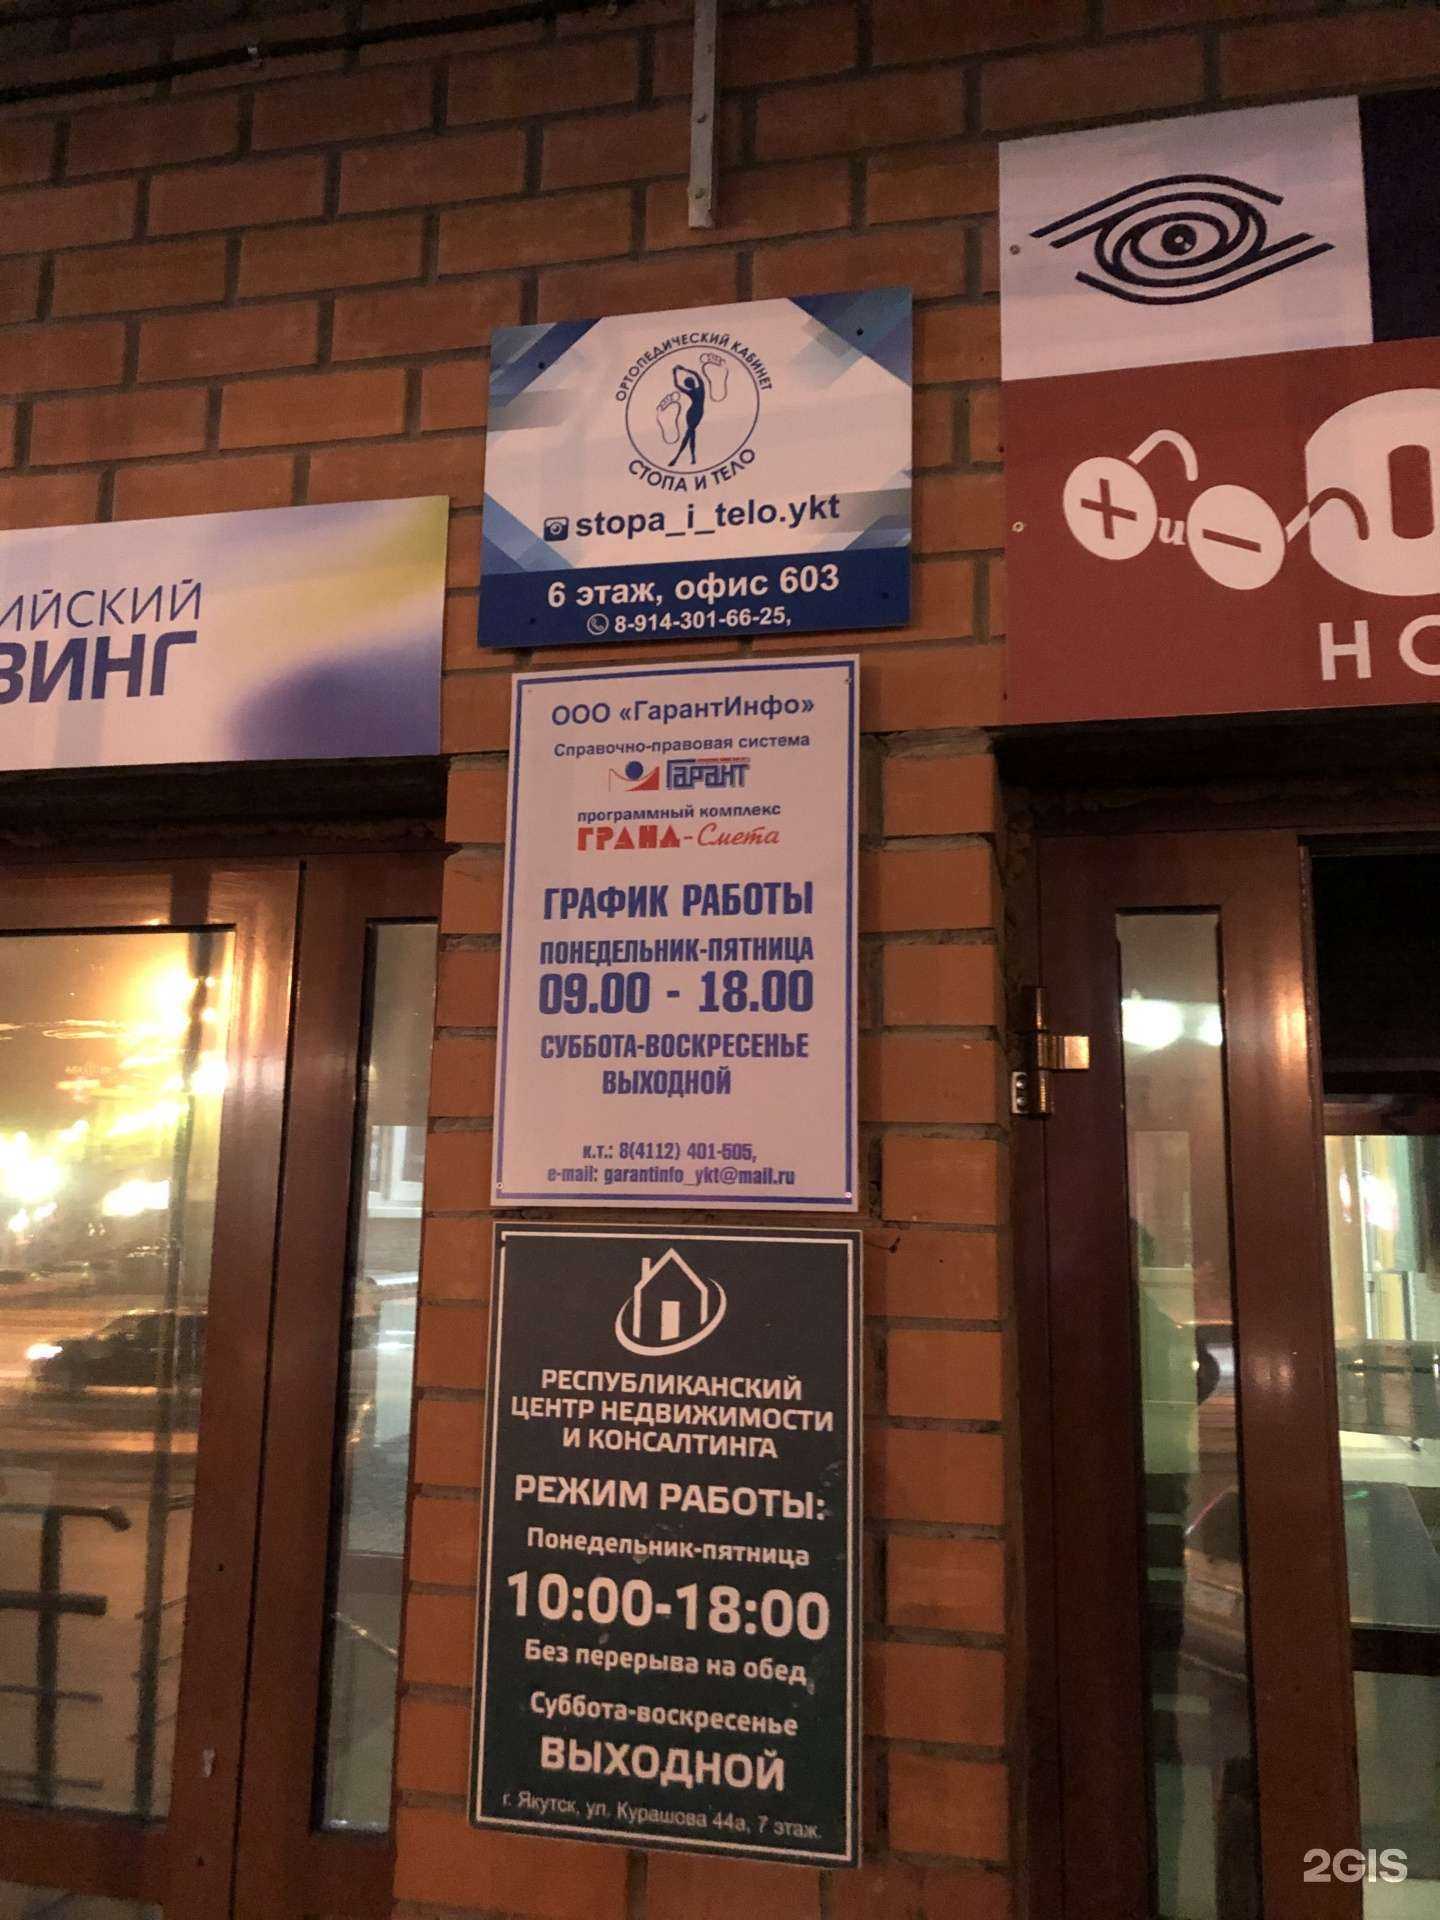 ОРТОПЕДИЧЕСКИЙ КАБИНЕТ
СТОПА И ТЕЛО
stopa_i_telo.ykt
6 этаж, офис 603
8-914-301-66-25,
ИЙСКИЙ
ЗИНГ
+ и -
НО
ООО «ГарантИнфо»
Справочно-правовая система
Гарант
программный комплекс
ГРАНД-Смета
ГРАФИК РАБОТЫ
ПОНЕДЕЛЬНИК-ПЯТНИЦА
09.00 - 18.00
СУББОТА-ВОСКРЕСЕНЬЕ
ВЫХОДНОЙ
к.т.: 8(4112) 401-505,
e-mail: garantinfo_ykt@mail.ru
РЕСПУБЛИКАНСКИЙ
ЦЕНТР НЕДВИЖИМОСТИ
И КОНСАЛТИНГА
РЕЖИМ РАБОТЫ:
Понедельник-пятница
10:00-18:00
Без перерыва на обед
Суббота-воскресенье
ВЫХОДНОЙ
г. Якутск, ул. Курашова 44а, 7 этаж.
2GIS